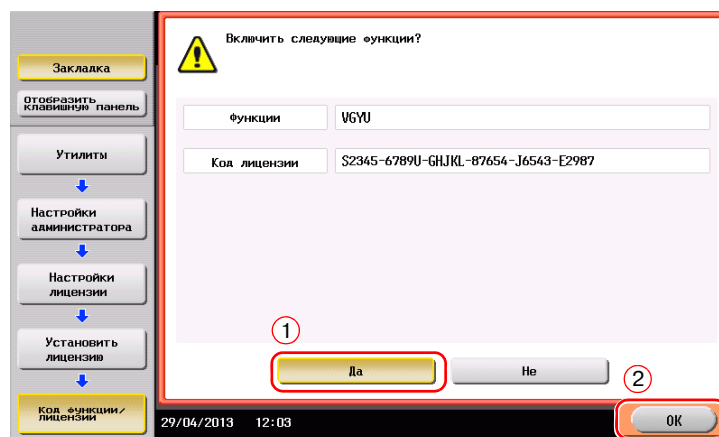 Закладка
Отобразить
клавишную панель
Утилиты
Настройки
администратора
Настройки
лицензии
Установить
лицензию
Код функции/
лицензии
Включить следующие функции?
Функции
VGYU
Код лицензии
S2345-6789U-GHJKL-87654-J6543-E2987
1
Да
Не
2
OK
29/04/2013 12:03